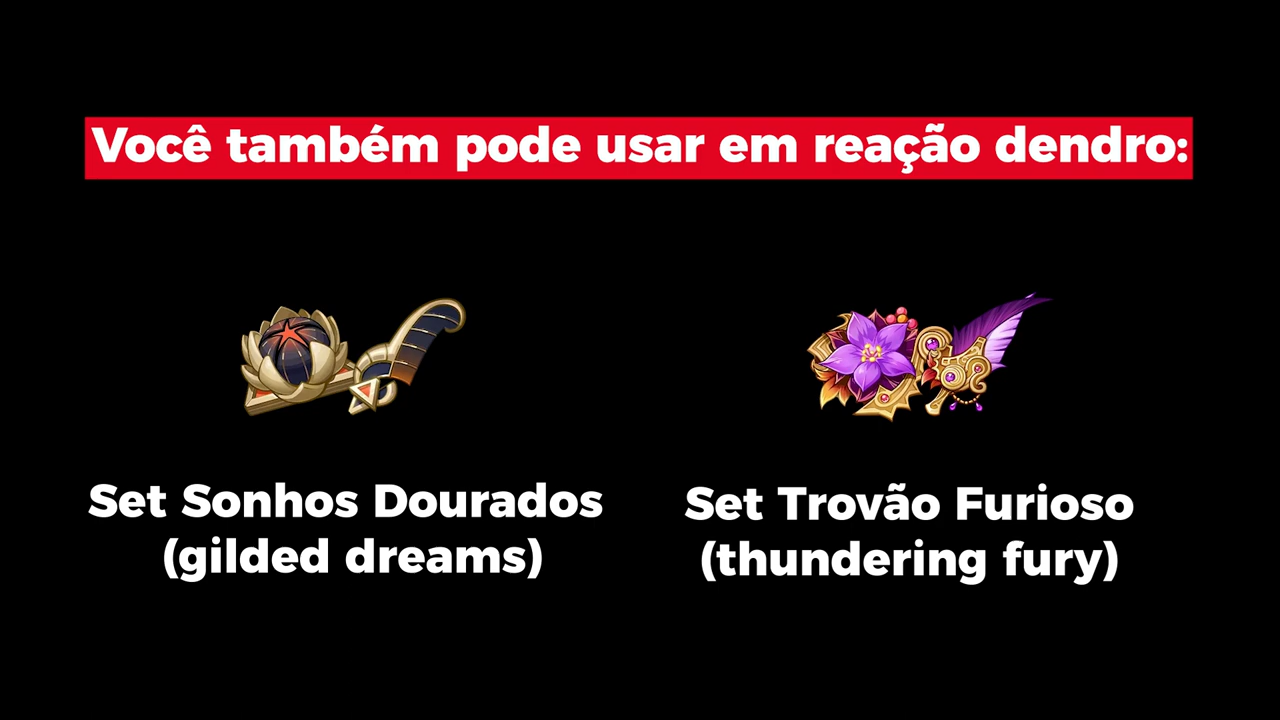 Você também pode usar em reação dendro:
Set Sonhos Dourados
(gilded dreams)
Set Trovão Furioso
(thundering fury)